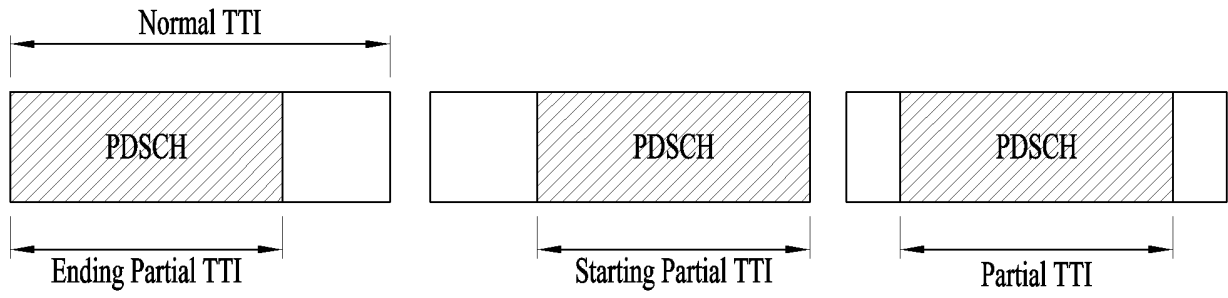 Normal TTI
PDSCH
PDSCH
PDSCH
Ending Partial TTI
Starting Partial TTI
Partial TTI